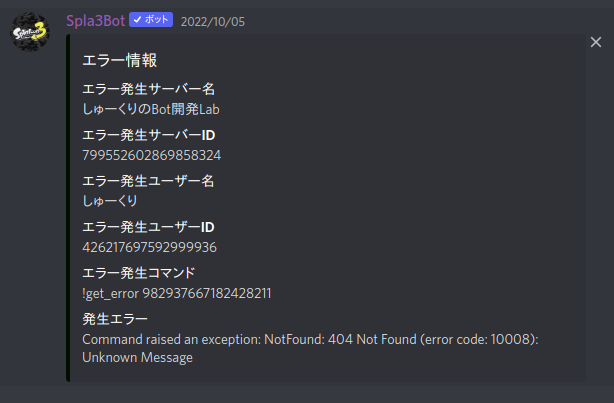 Spla3Bot ✓ボット 2022/10/05
エラー情報
エラー発生サーバー名
しゅーくりのBot開発Lab
エラー発生サーバーID
799552602869858324
エラー発生ユーザー名
しゅーくり
エラー発生ユーザーID
426217697592999936
エラー発生コマンド
!get_error 982937667182428211
発生エラー
Command raised an exception: NotFound: 404 Not Found (error code: 10008):
Unknown Message